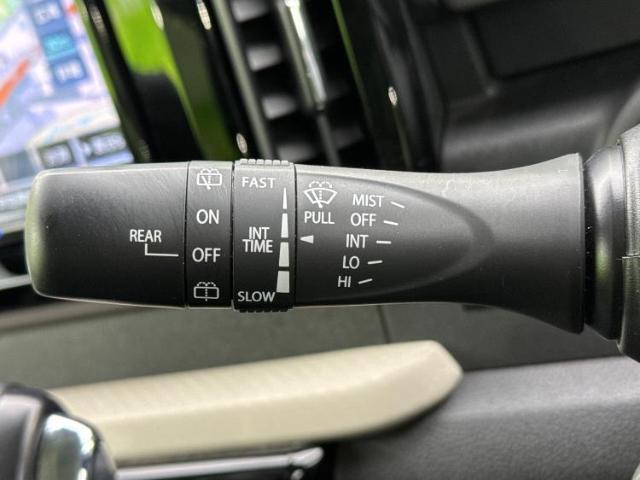 REAR
ON
OFF
FAST
INT
TIME
SLOW
PULL
MIST
OFF
INT
LO
HI